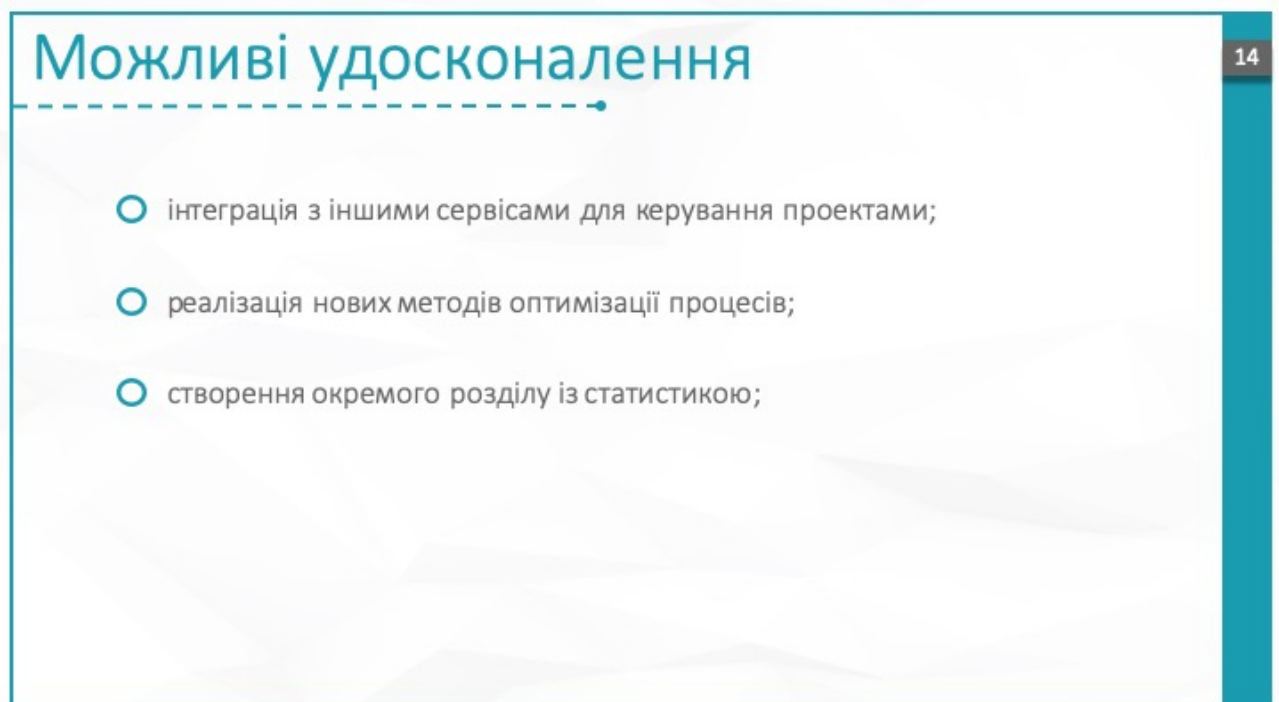 Можливі удосконалення
14
інтеграція з іншими сервісами для керування проектами;
реалізація нових методів оптимізації процесів;
створення окремого розділу із статистикою;